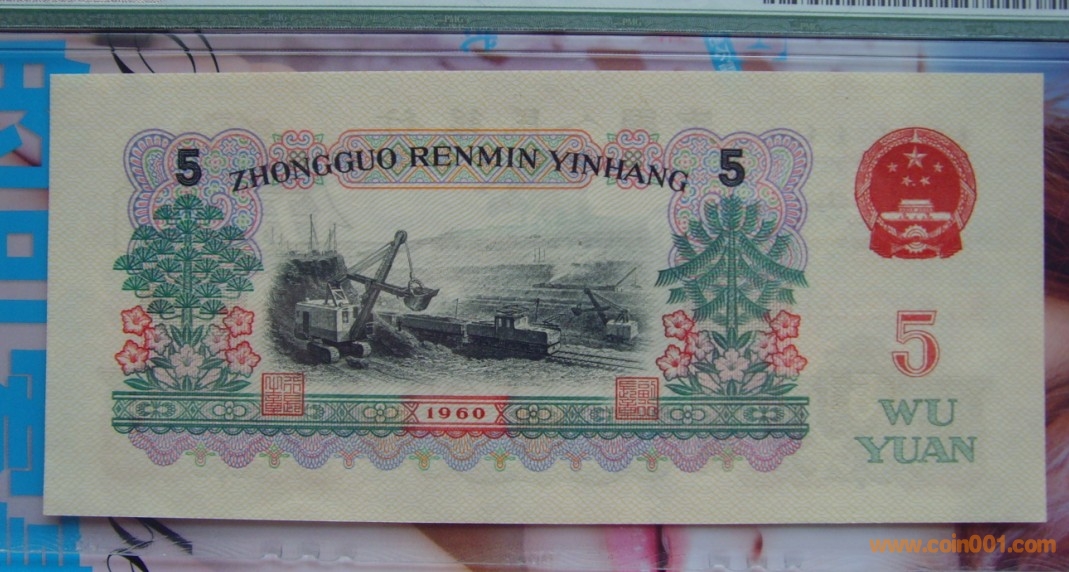 5 ZHONGGUO RENMIN YINHANG 5
1960
5
WU
YUAN
www.coin001.com